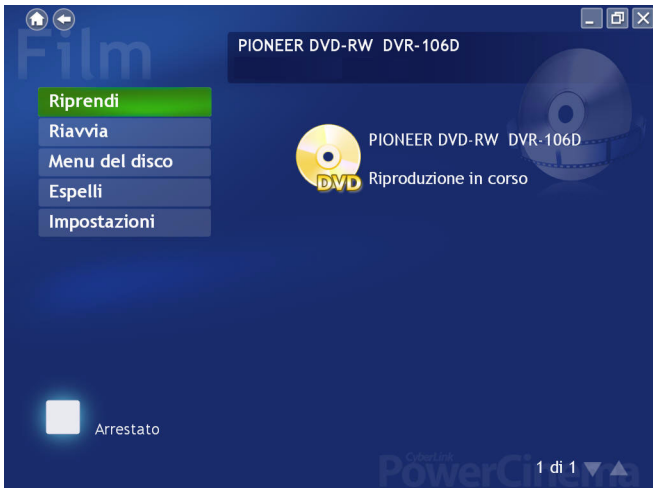 Film
PIONEER DVD-RW DVR-106D
Riprendi
Riavvia
Menu del disco
Espelli
Impostazioni
PIONEER DVD-RW DVR-106D
DVD
Riproduzione in corso
Arrestato
CyberLink
PowerCinema
1 di 1